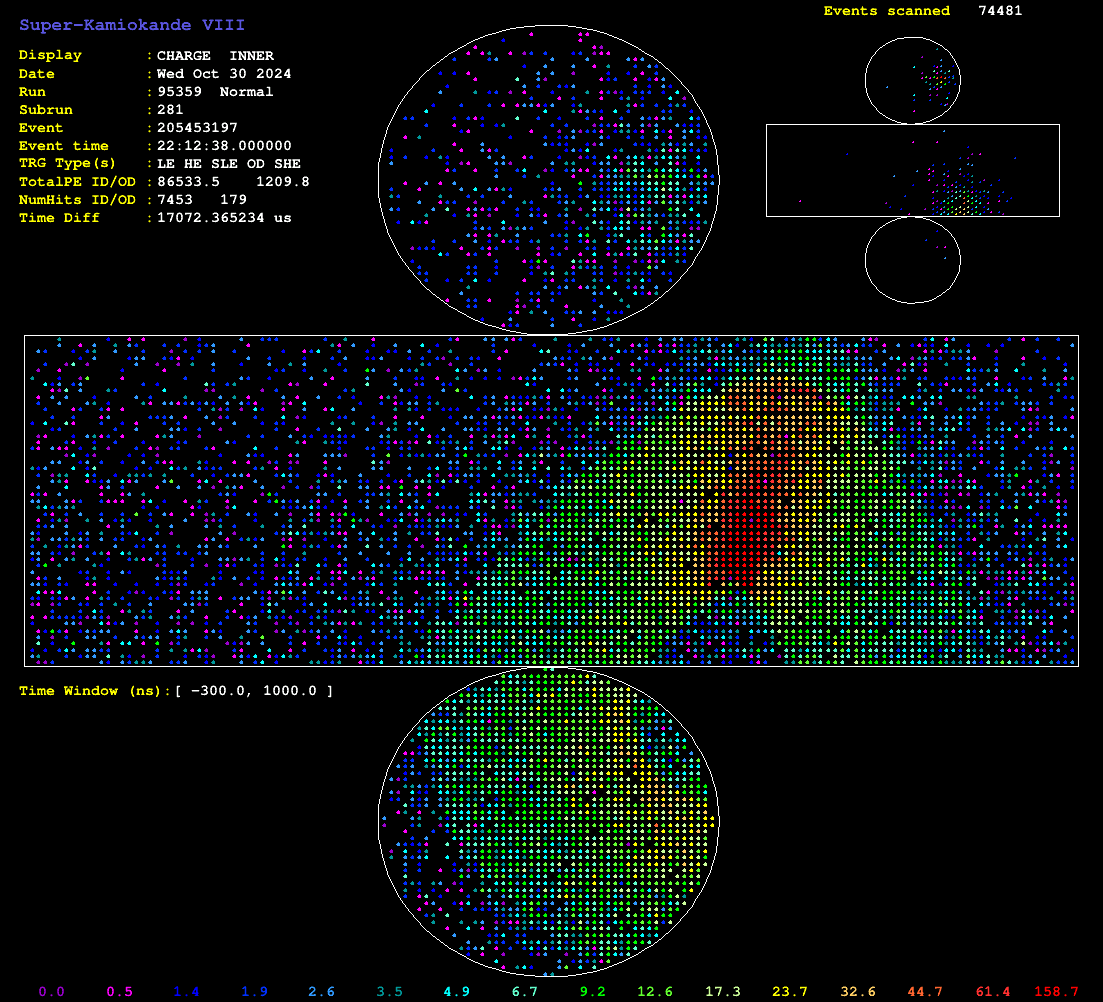 Super-Kamiokande VIII
Events scanned 74481
Display : CHARGE INNER
Date : Wed Oct 30 2024
Run : 95359 Normal
Subrun : 281
Event : 205453197
Event time : 22:12:38.000000
TRG Type(s) : LE HE SLE OD SHE
TotalPE ID/OD : 86533.5 1209.8
NumHits ID/OD : 7453 179
Time Diff : 17072.365234 us
Time Window (ns):[ -300.0, 1000.0 ]
0.0 0.5 1.4 1.9 2.6 3.5 4.9 6.7 9.2 12.6 17.3 23.7 32.6 44.7 61.4 158.7